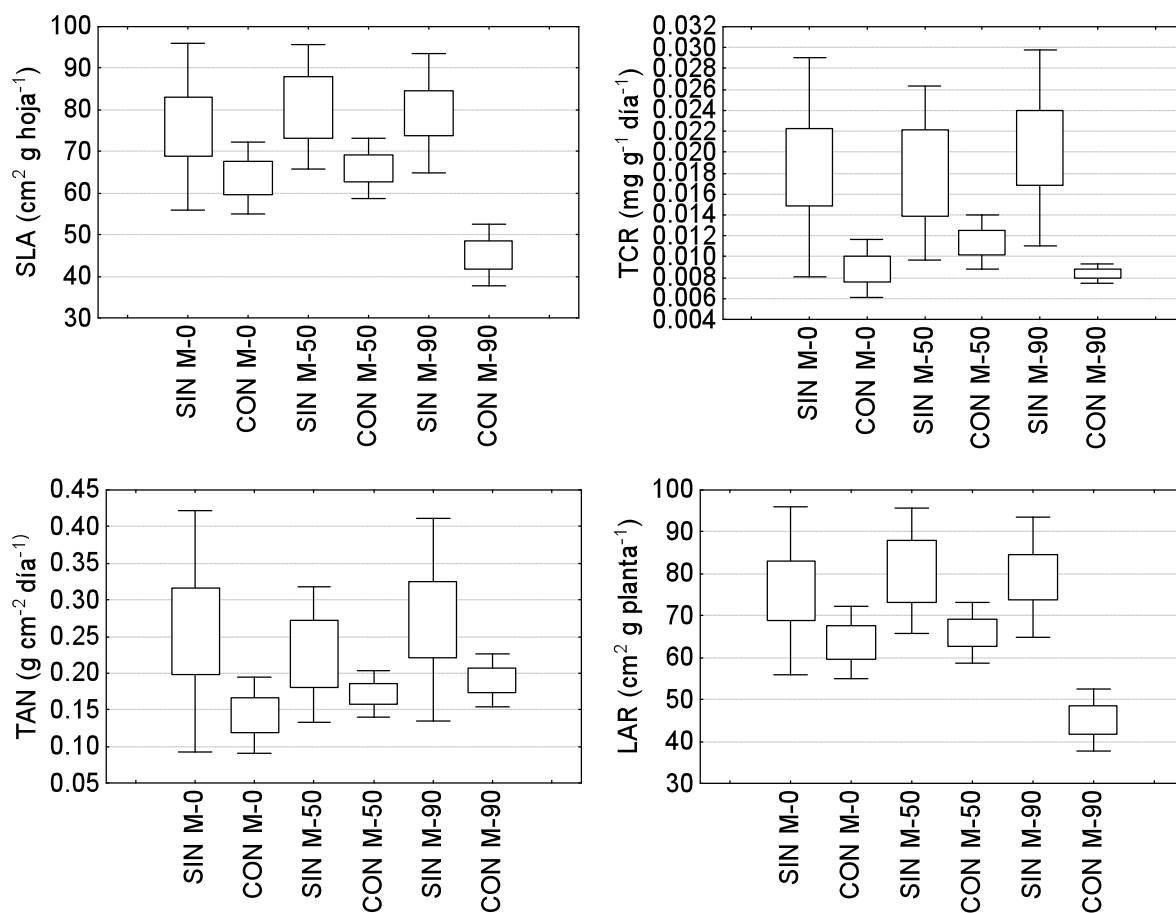 SLA (cm² g hoja⁻¹)
100
90
80
70
60
50
40
30
SIN M-0
CON M-0
SIN M-50
CON M-50
SIN M-90
CON M-90
TCR (mg g⁻¹ día⁻¹)
0.032
0.030
0.028
0.026
0.024
0.022
0.020
0.018
0.016
0.014
0.012
0.010
0.008
0.006
0.004
SIN M-0
CON M-0
SIN M-50
CON M-50
SIN M-90
CON M-90
TAN (g cm⁻² día⁻¹)
0.45
0.40
0.35
0.30
0.25
0.20
0.15
0.10
0.05
SIN M-0
CON M-0
SIN M-50
CON M-50
SIN M-90
CON M-90
LAR (cm² g planta⁻¹)
100
90
80
70
60
50
40
30
SIN M-0
CON M-0
SIN M-50
CON M-50
SIN M-90
CON M-90